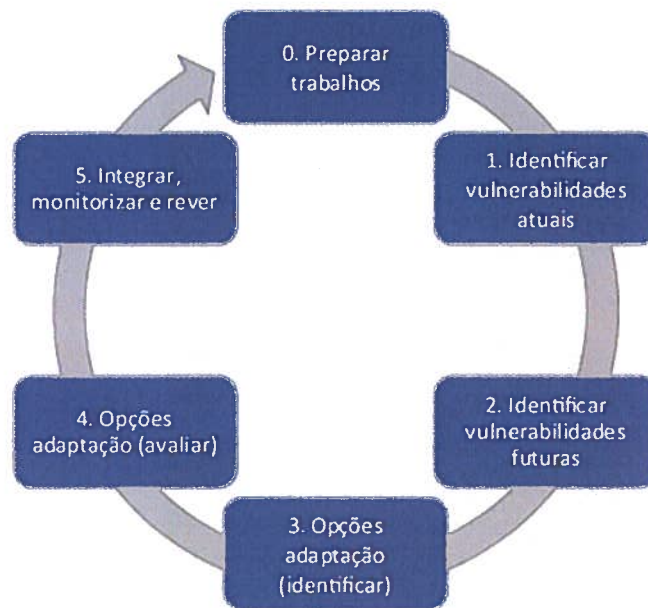 0. Preparar
trabalhos
1. Identificar
vulnerabilidades
atuais
2. Identificar
vulnerabilidades
futuras
3. Opções
adaptação
(identificar)
4. Opções
adaptação (avaliar)
5. Integrar,
monitorizar e rever